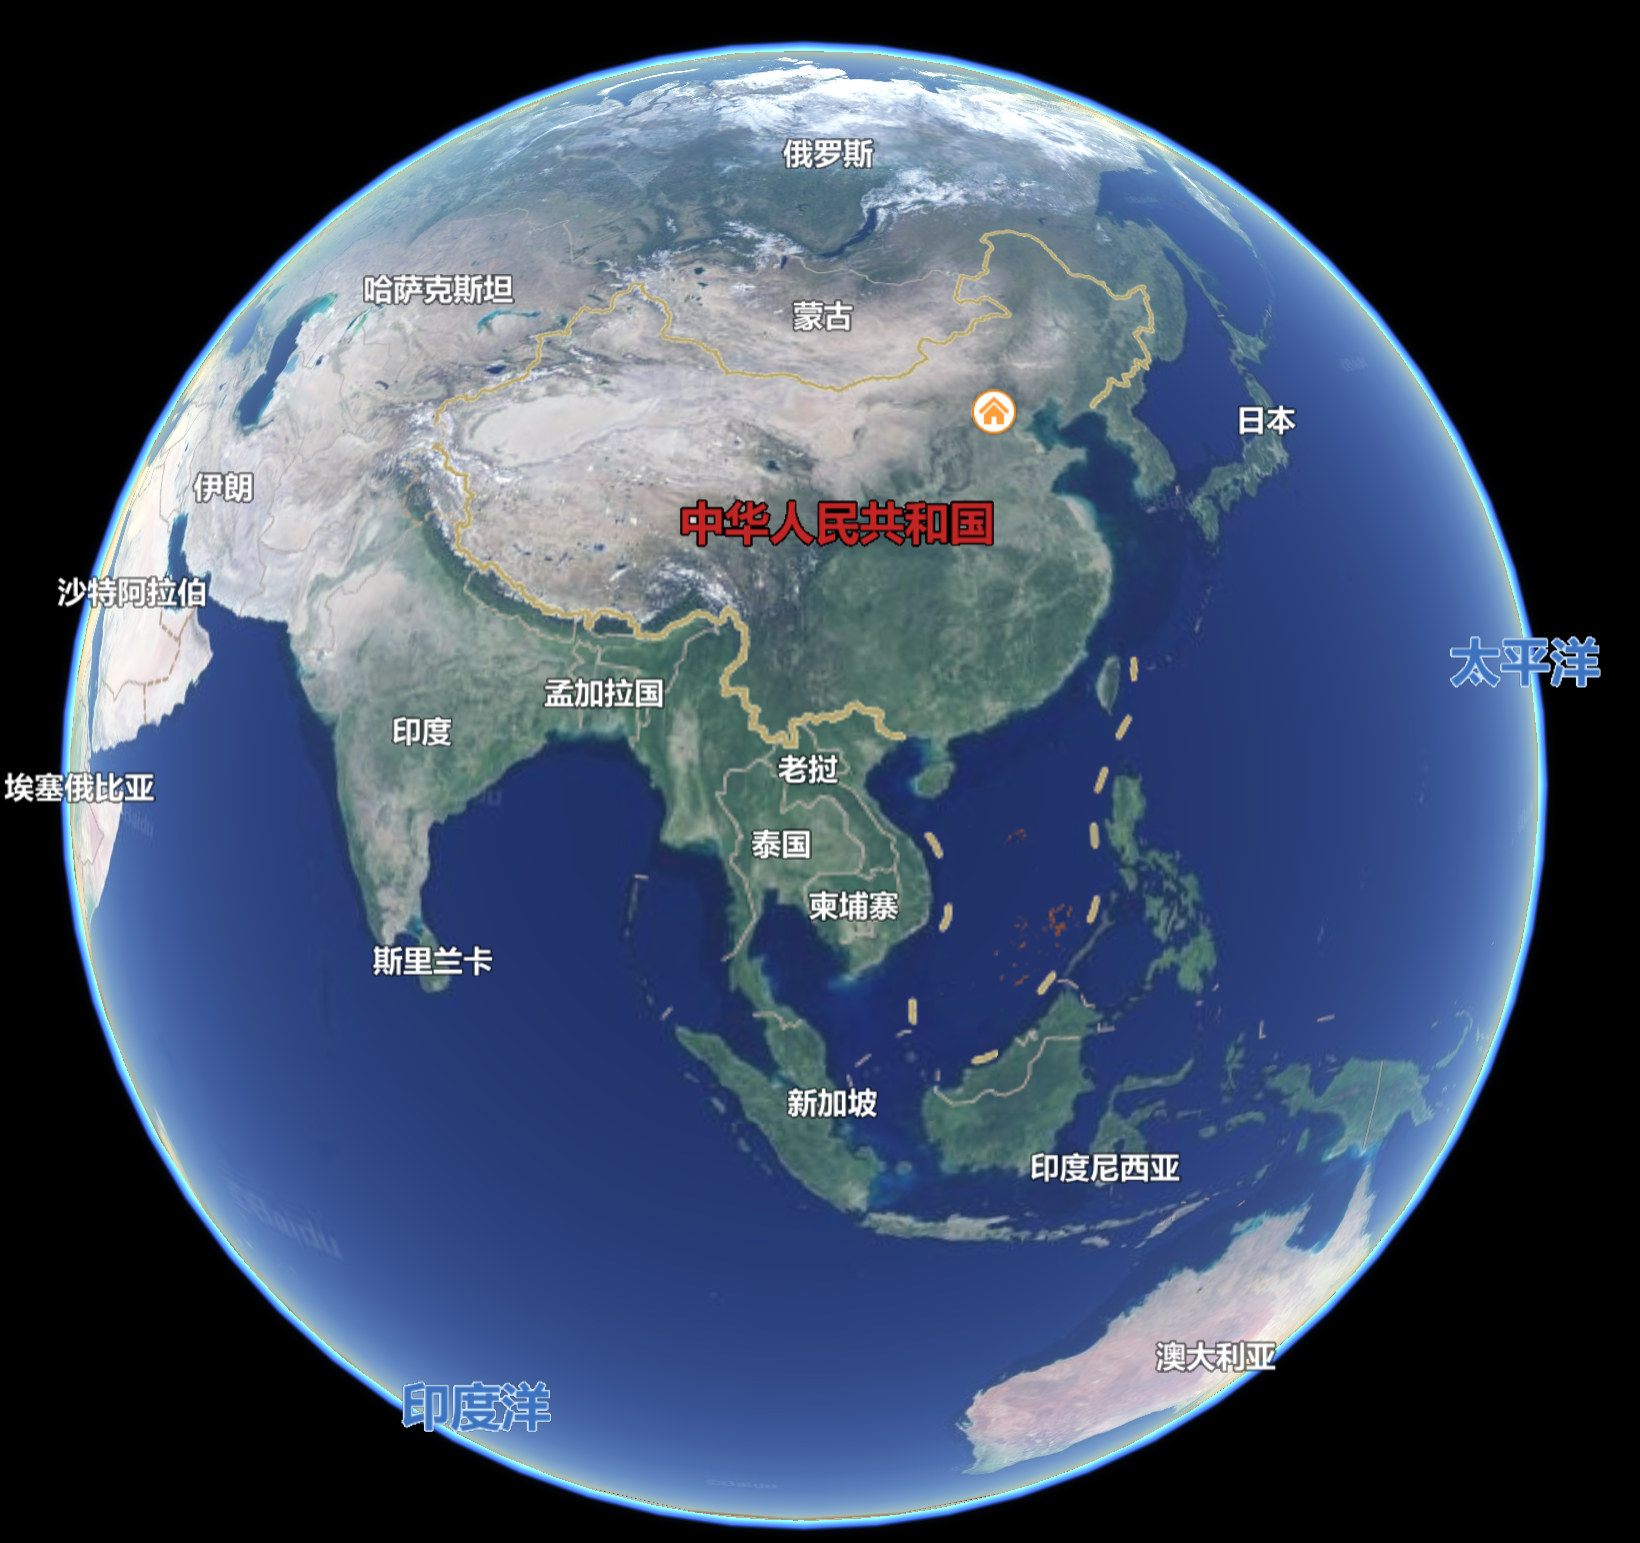 俄罗斯
哈萨克斯坦
蒙古
日本
伊朗
中华人民共和国
沙特阿拉伯
太平洋
孟加拉国
印度
老挝
埃塞俄比亚
泰国
柬埔寨
斯里兰卡
新加坡
印度尼西亚
Baidu
澳大利亚
印度洋